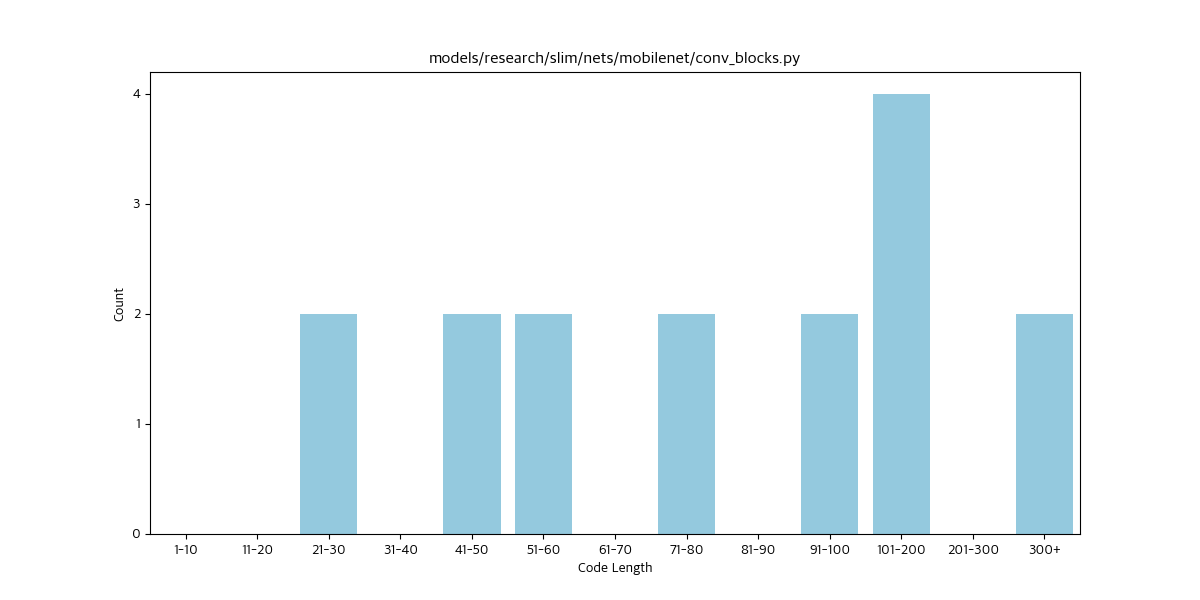 models/research/slim/nets/mobilenet/conv_blocks.py
4
3
2
1
0
Count
1-10 11-20 21-30 31-40 41-50 51-60 61-70 71-80 81-90 91-100 101-200 201-300 300+
Code Length